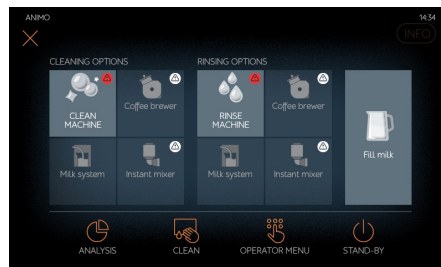 ANIMO
14:34
INFO
CLEANING OPTIONS
RINSING OPTIONS
CLEAN
MACHINE
Coffee brewer
RINSE
MACHINE
Coffee brewer
Fill milk
Milk system
Instant mixer
Milk system
Instant mixer
ANALYSIS
CLEAN
OPERATOR MENU
STAND-BY